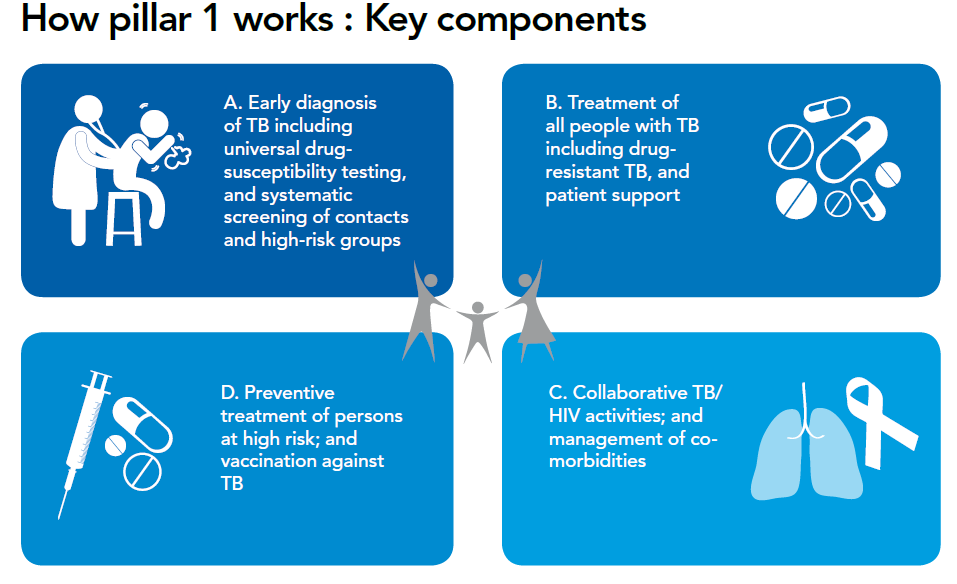 How pillar 1 works : Key components
A. Early diagnosis
of TB including
universal drug-
susceptibility testing,
and systematic
screening of contacts
and high-risk groups
B. Treatment of
all people with TB
including drug-
resistant TB, and
patient support
D. Preventive
treatment of persons
at high risk; and
vaccination against
TB
C. Collaborative TB/
HIV activities; and
management of co-
morbidities